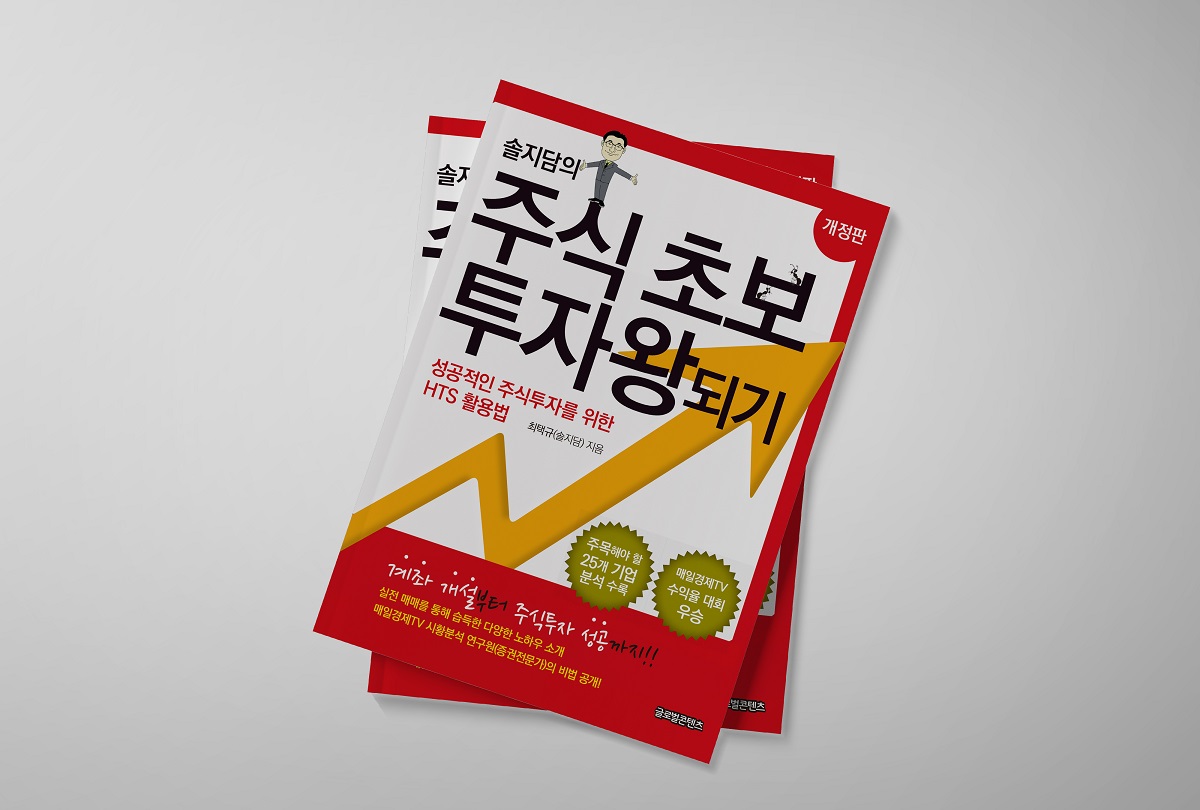 솔지담의
주식 초보
투자왕되기
개정판
성공적인 주식투자를 위한
HTS 활용법
최택규(솔지담) 지음
주목해야 할
25개 기업
분석 수록
매일경제TV
수익율 대회
우승
계좌 개설부터 주식투자 성공까지!!
실전 매매를 통해 습득한 다양한 노하우 소개
매일경제TV 시황분석 연구원(증권전문가)의 비법 공개!
글로벌콘텐츠
솔지
벌콘텐츠